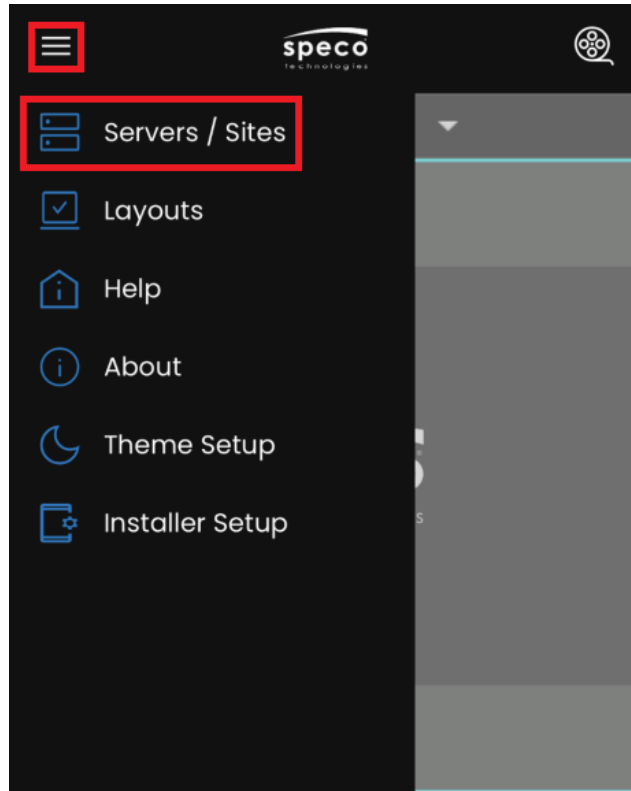 speco
technologies
Servers / Sites
Layouts
Help
About
Theme Setup
Installer Setup